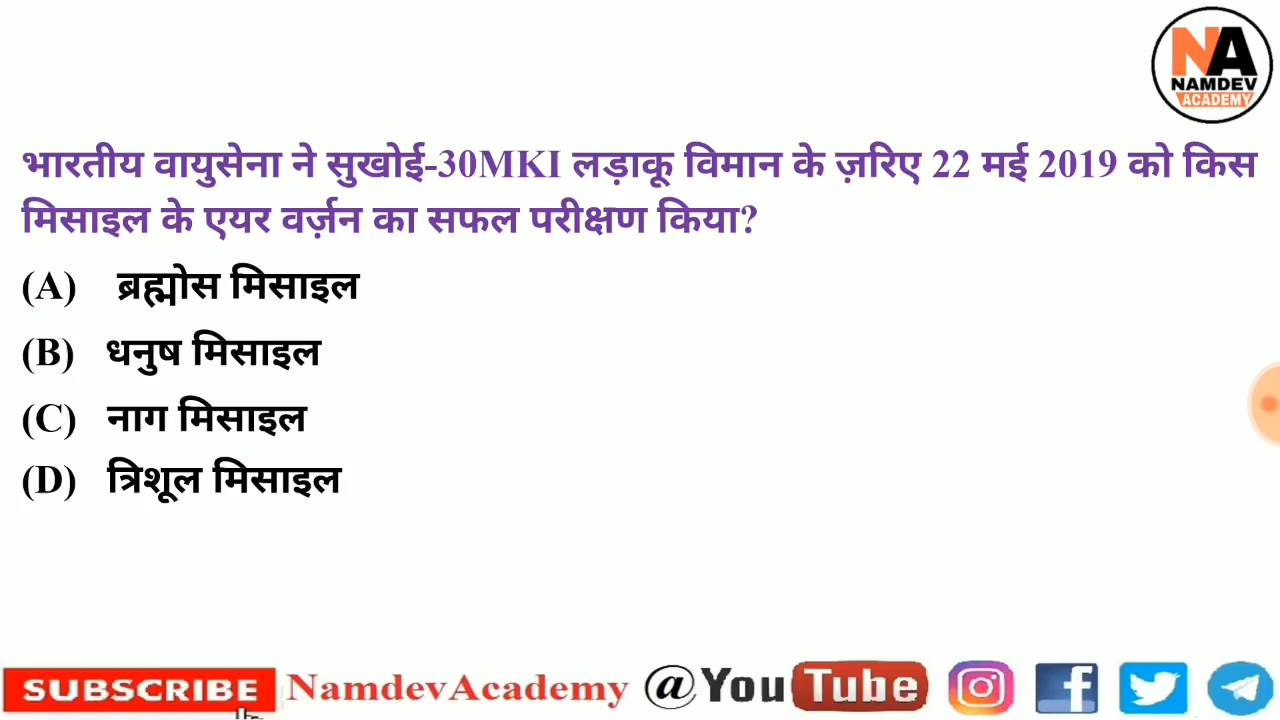 NA
NAMDEV
ACADEMY
भारतीय वायुसेना ने सुखोई-30MKI लड़ाकू विमान के ज़रिए 22 मई 2019 को किस
मिसाइल के एयर वर्ज़न का सफल परीक्षण किया?
(A) ब्रह्मोस मिसाइल
(B) धनुष मिसाइल
(C) नाग मिसाइल
(D) त्रिशूल मिसाइल
SUBSCRIBE NamdevAcademy @YouTube